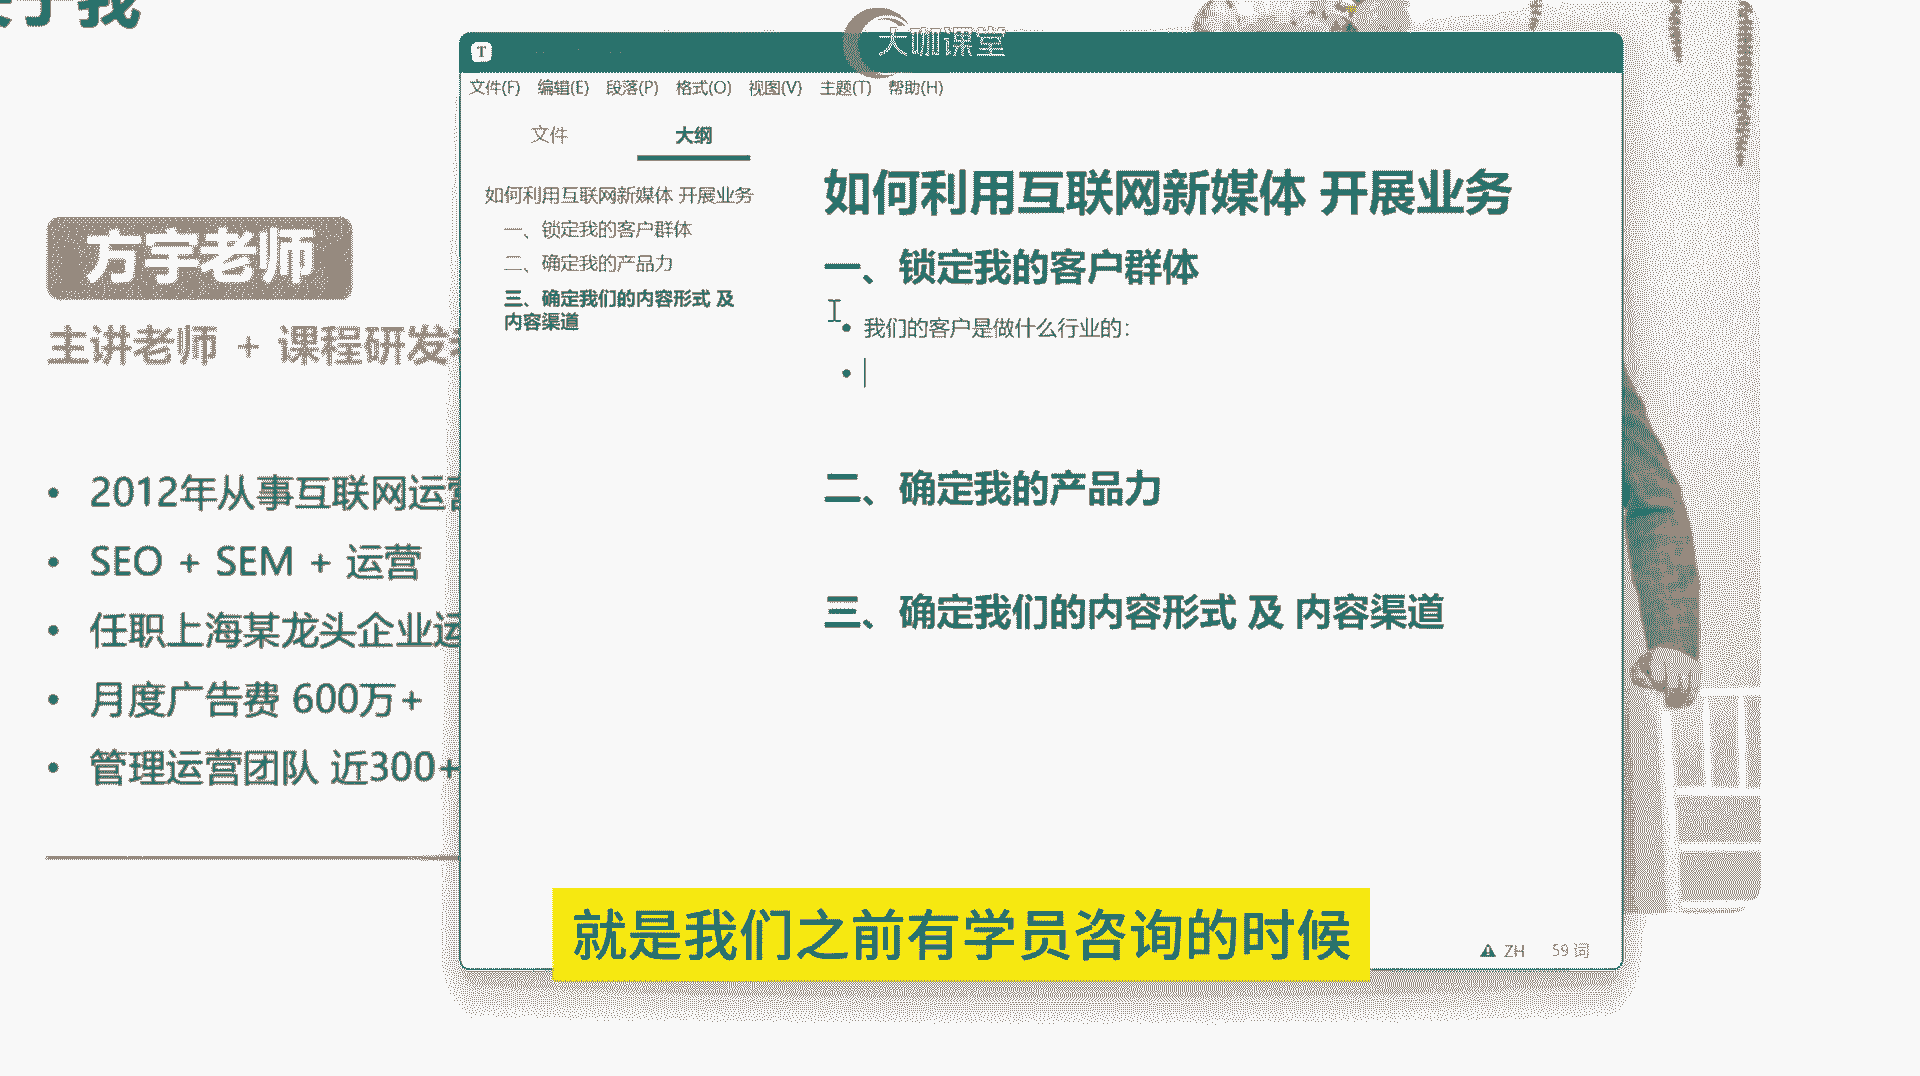 于我
大咖课堂
T
文件(F) 编辑(E) 段落(P) 格式(O) 视图(V) 主题(T) 帮助(H)
文件 大纲
如何利用互联网新媒体 开展业务
一、锁定我的客户群体
二、确定我的产品力
三、确定我们的内容形式 及
内容渠道
如何利用互联网新媒体 开展业务
一、锁定我的客户群体
• 我们的客户是做什么行业的：
•
二、确定我的产品力
三、确定我们的内容形式 及 内容渠道
方宇老师
主讲老师 + 课程研发
• 2012年从事互联网运营
• SEO + SEM + 运营
• 任职上海某龙头企业运
• 月度广告费 600万+
• 管理运营团队 近300+
就是我们之前有学员咨询的时候
ZH 59 词